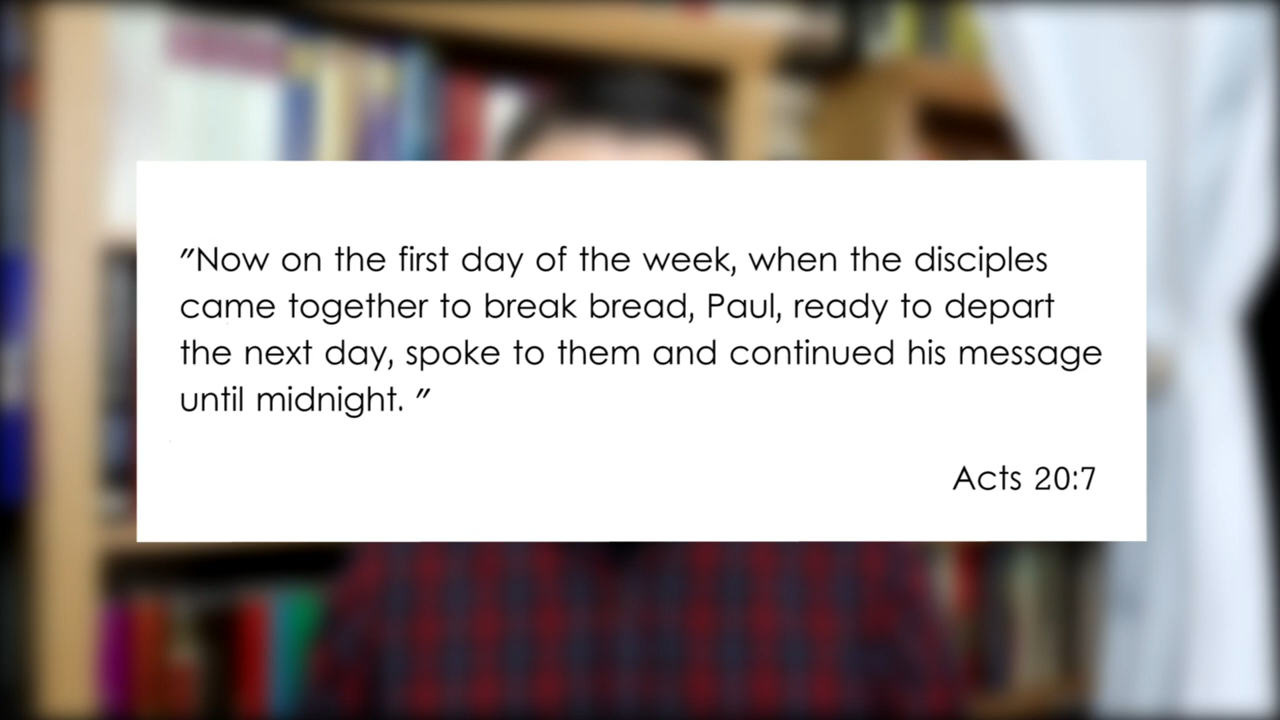 "Now on the first day of the week, when the disciples
came together to break bread, Paul, ready to depart
the next day, spoke to them and continued his message
until midnight. "
Acts 20:7